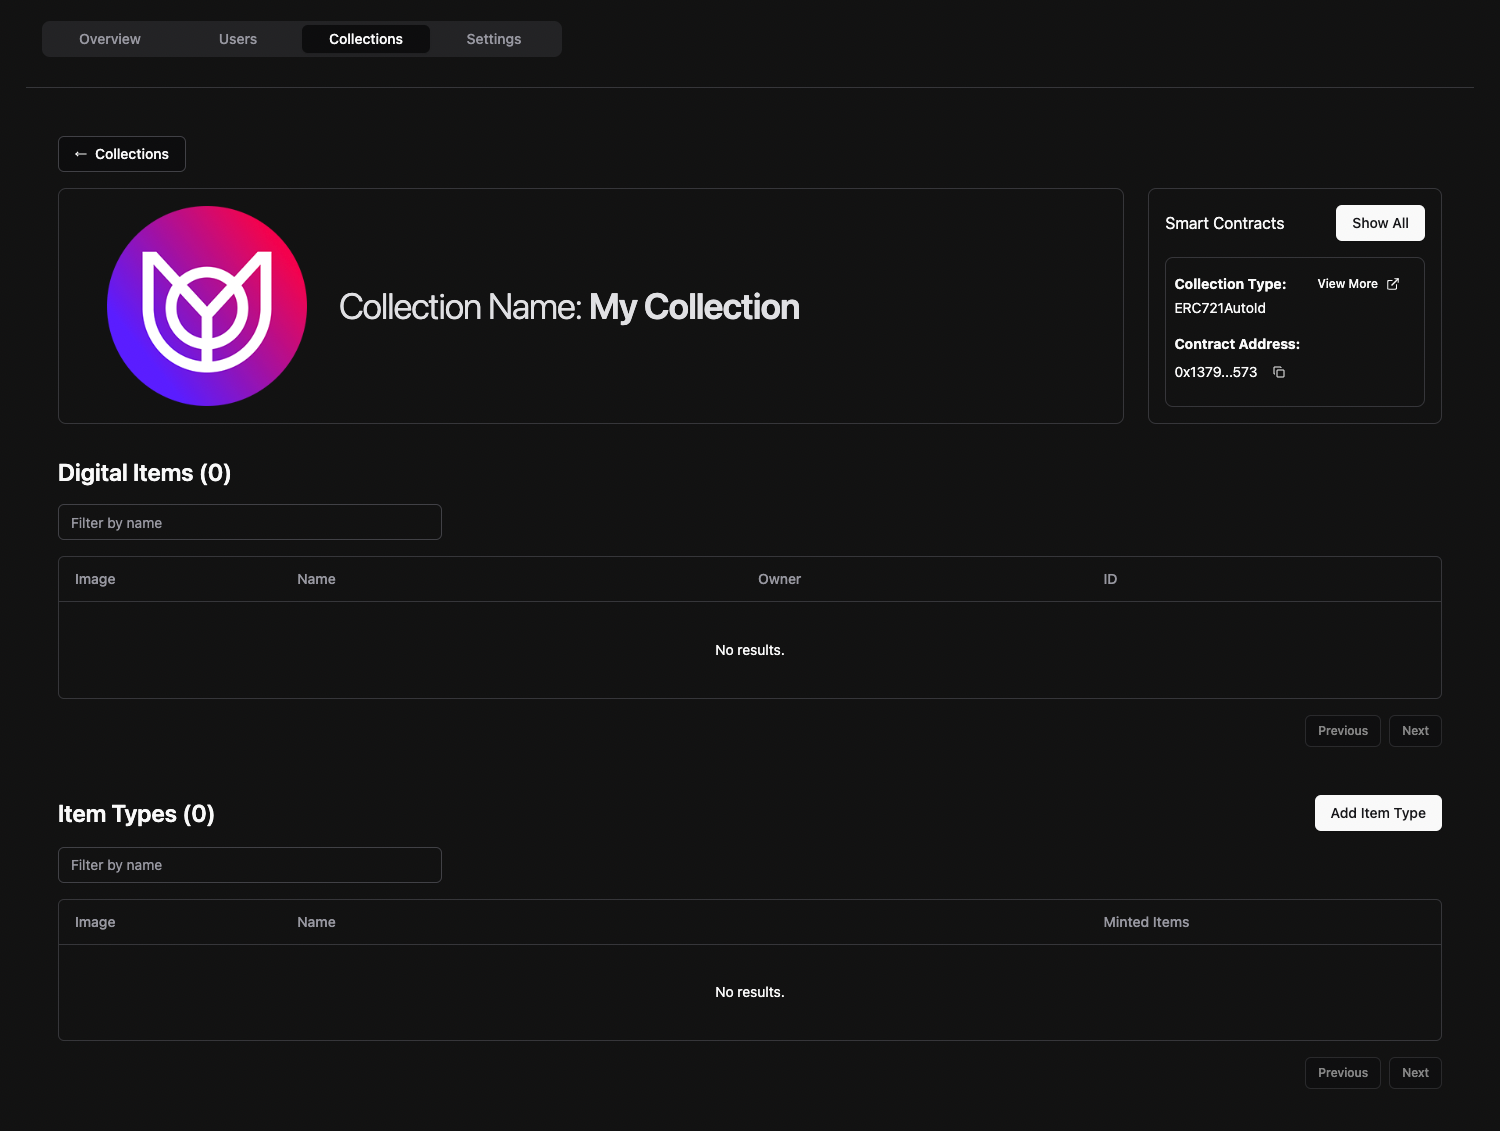 Overview Users Collections Settings
← Collections
Collection Name: My Collection
Smart Contracts Show All
Collection Type: View More
ERC721AutoId
Contract Address:
0x1379...573
Digital Items (0)
Filter by name
Image Name Owner ID
No results.
Previous Next
Item Types (0) Add Item Type
Filter by name
Image Name Minted Items
No results.
Previous Next